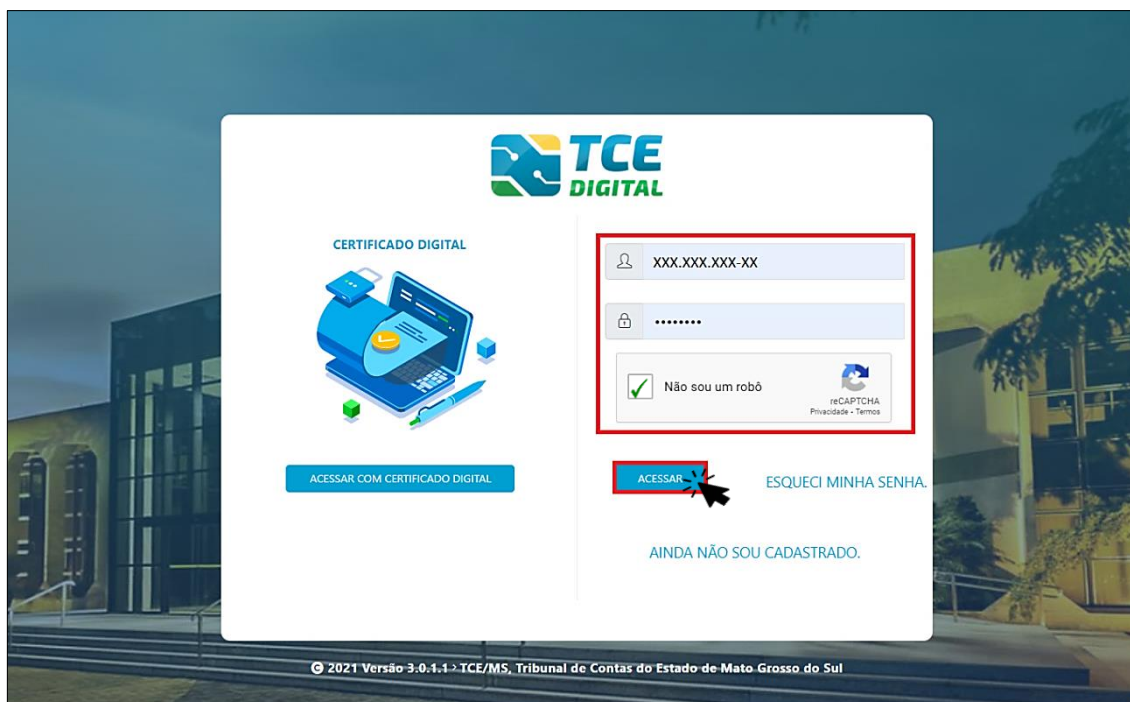 TCE
DIGITAL
CERTIFICADO DIGITAL
ACESSAR COM CERTIFICADO DIGITAL
XXX.XXX.XXX-XX
••••••••
Não sou um robô
reCAPTCHA
Privacidade - Termos
ACESSAR
ESQUECI MINHA SENHA.
AINDA NÃO SOU CADASTRADO.
© 2021 Versão 3.0.1.1 > TCE/MS, Tribunal de Contas do Estado de Mato Grosso do Sul